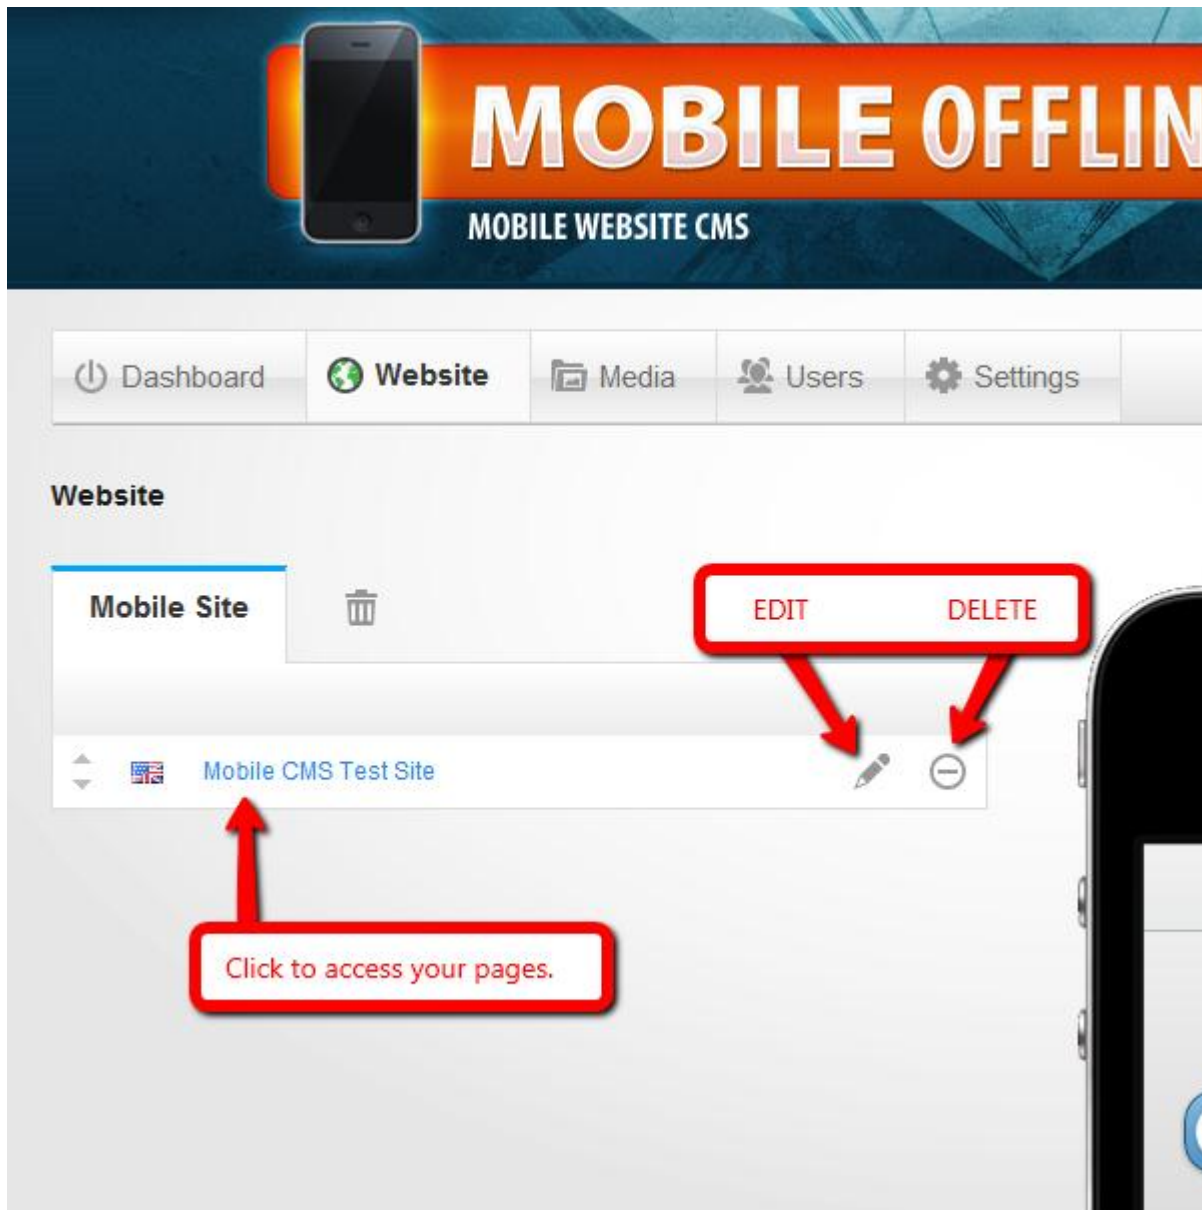 MOBILE OFFLIN
MOBILE WEBSITE CMS
Dashboard Website Media Users Settings
Website
Mobile Site
EDIT DELETE
Mobile CMS Test Site
Click to access your pages.